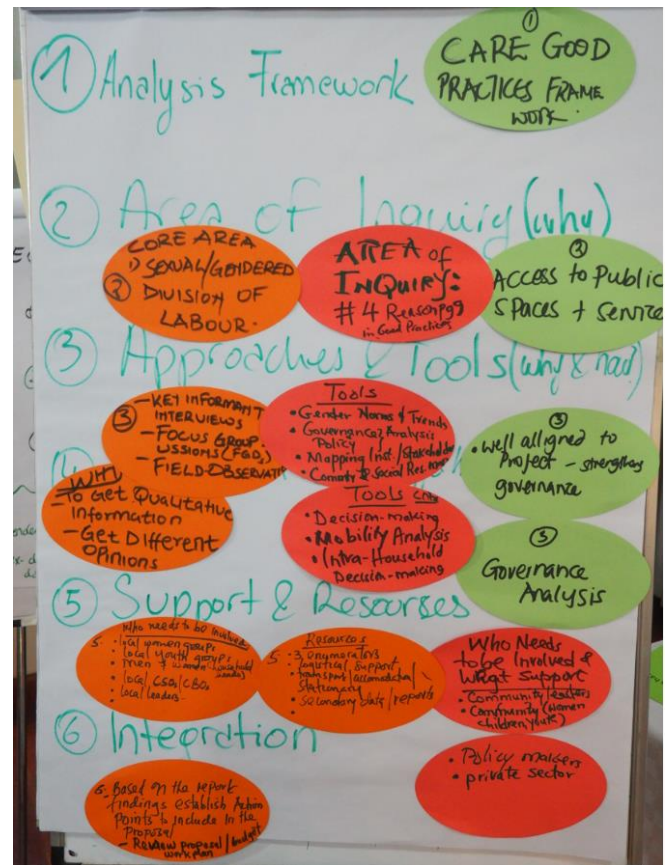 ① Analysis Framework
①
CARE GOOD
PRACTICES FRAME
WORK.
② Area of Inquiry (why)
CORE AREA
1) SEXUAL/GENDERED
② DIVISION OF
LABOUR.
AREA of
INQUIRY:
#4 Reason pg9
in Good Practices
②
ACCESS to Public
SPACES + SERVICE
③ Approaches & Tools (why & how?)
③ - KEY INFORMANT
INTERVIEWS
- FOCUS GROUP
USSIONS (FGDs)
- FIELD-OBSERVATI
Tools
• Gender Norms & Trends
• Governance Analysis
Policy
• Mapping Inst./Stakeholder
③
• Well aligned to
Project - strengthens
governance
WHY
- To Get Qualitative
Information
- Get Different
Opinions
Tools
• Decision-making
• Mobility Analysis
• Intra-Household
Decision-making
③
Governance
Analysis
⑤ Support & Resourses
Who needs to be involved
5. • local women groups
• local youth groups
• men & women
• local CSOs/CBOs
• local leaders
Resources
5. • 3 enumerators
• logistical support
• transport/accomodation/
stationary
• secondary data/reports
Who Needs
to be Involved &
What Support
• Community leaders
• Community (women
children/youth)
⑥ Integration
6. • Based on the report
findings establish Action
Points to include in the
proposal
- Review proposal/budget
workplan
• Policy makers
• private sector